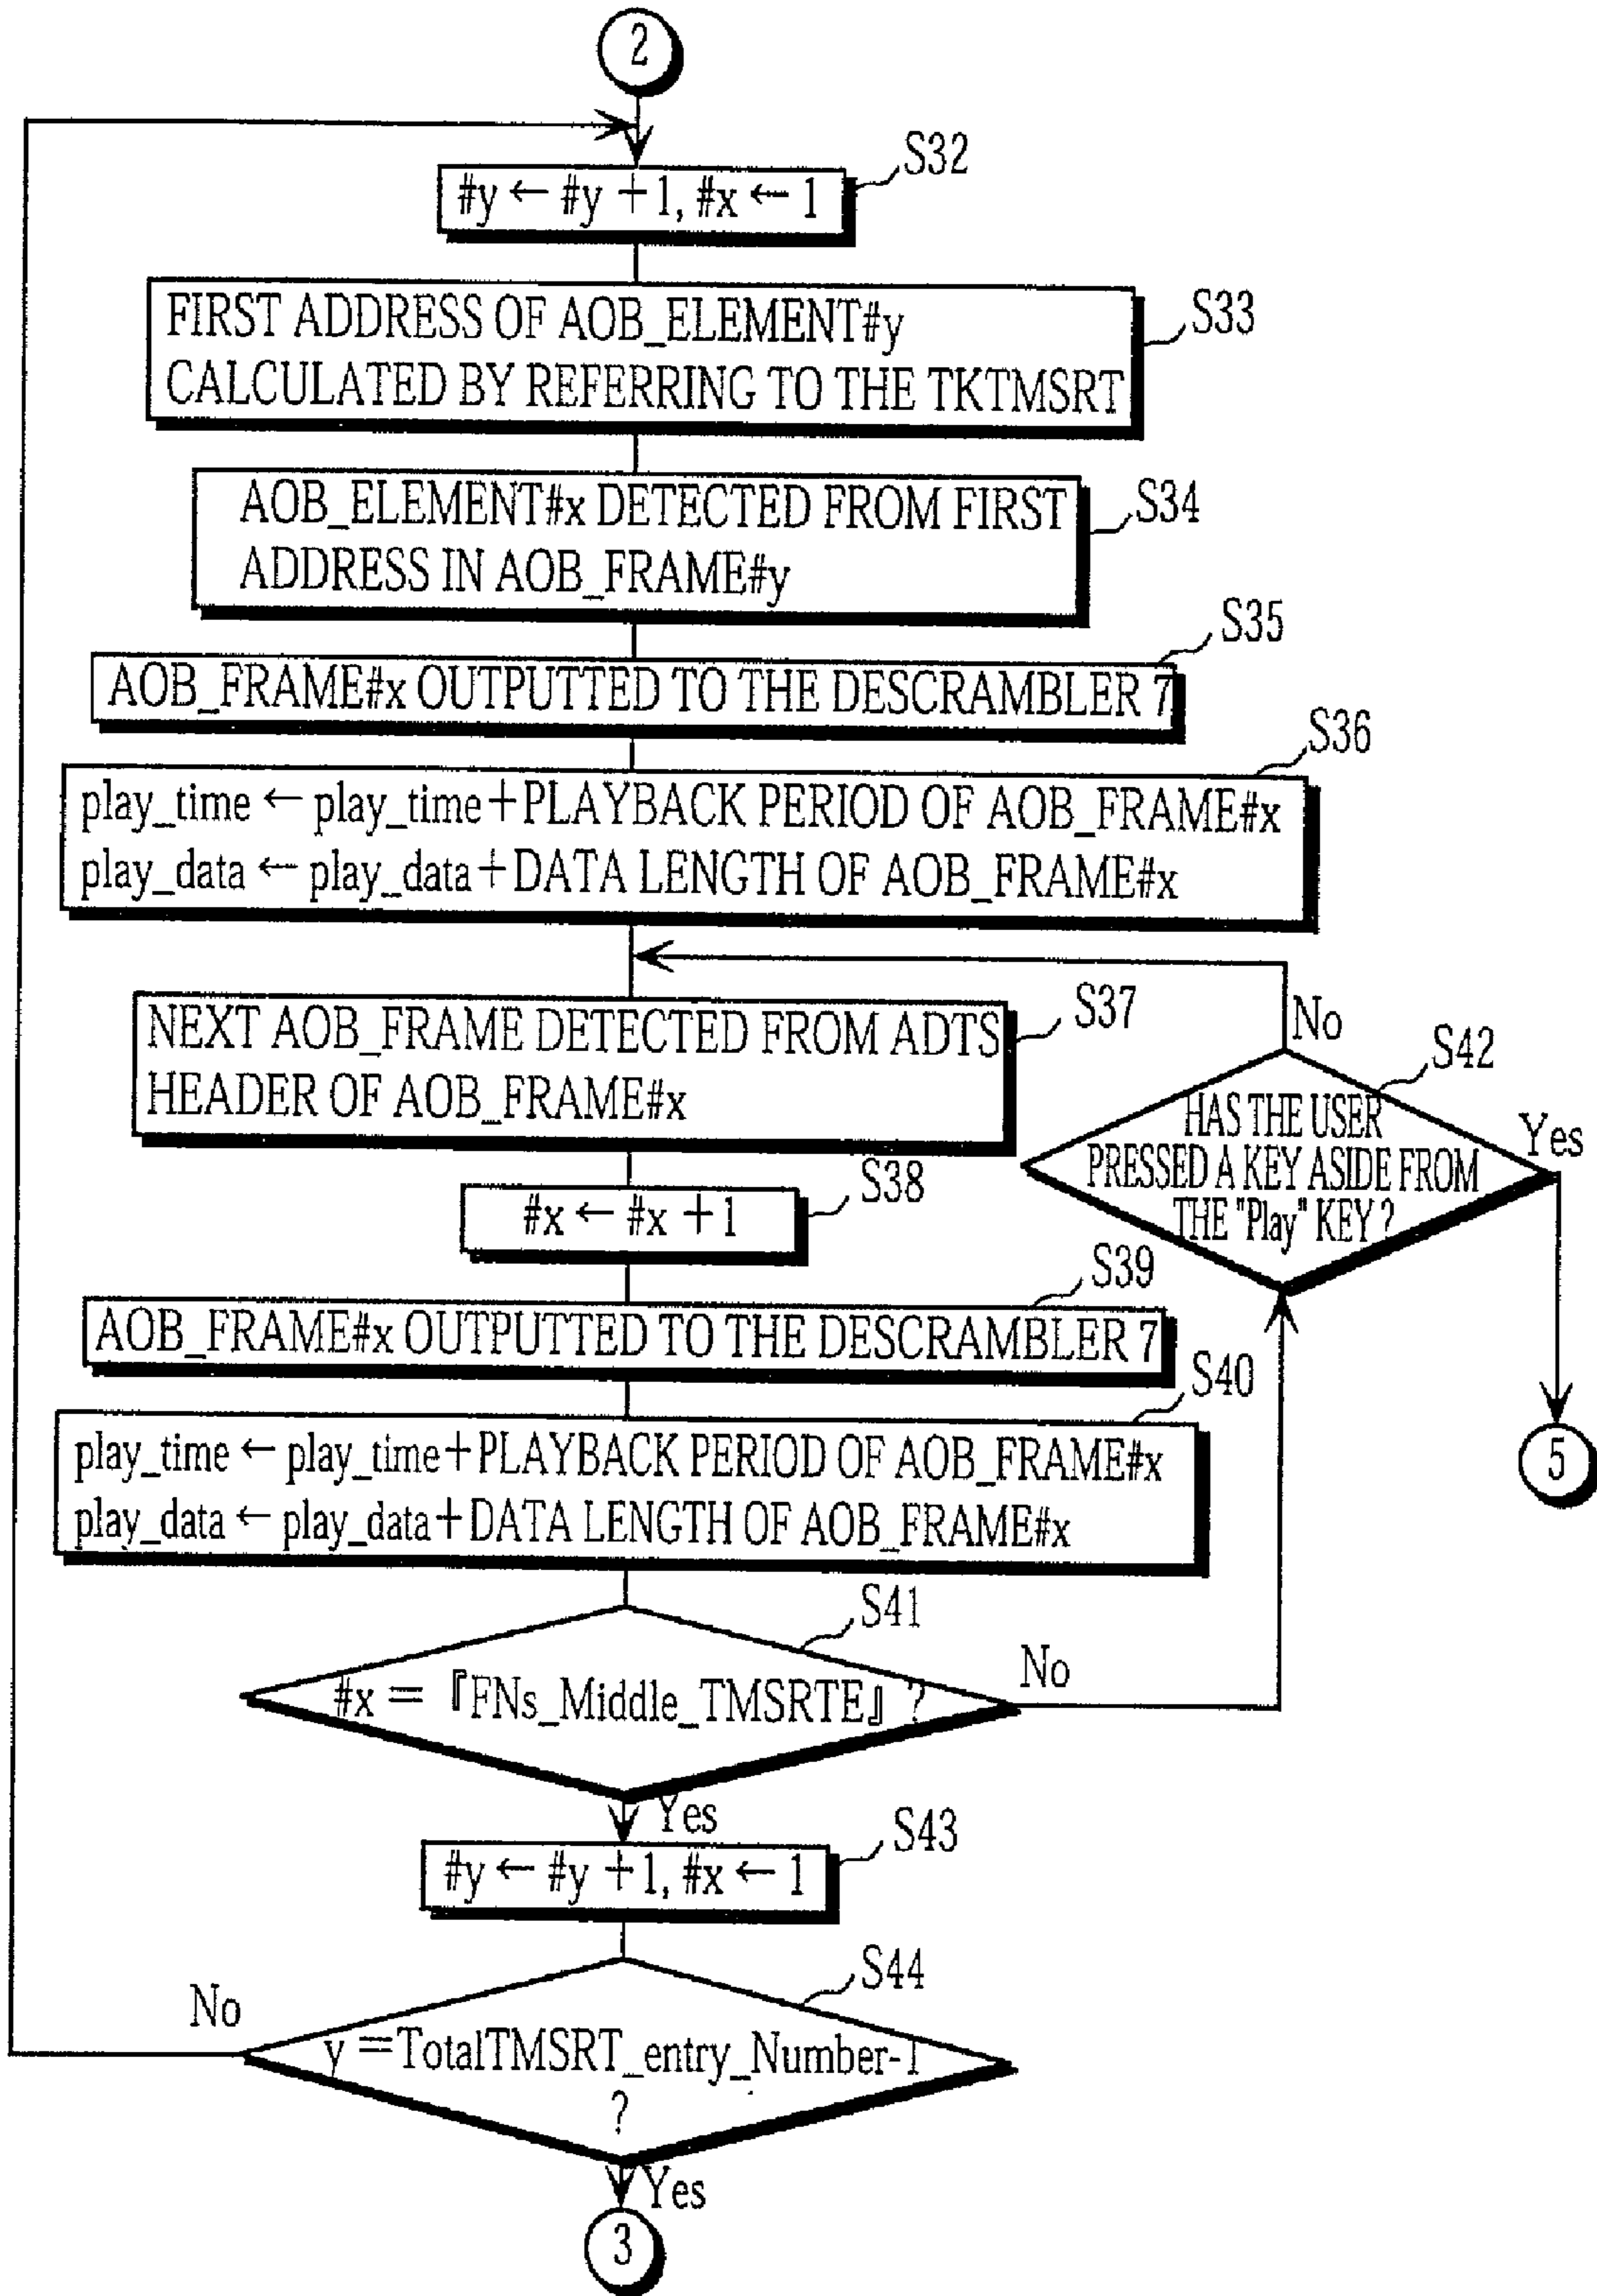 2
S32
#y ← #y + 1, #x ← 1
S33
FIRST ADDRESS OF AOB_ELEMENT#y
CALCULATED BY REFERRING TO THE TKTMSRT
S34
AOB_ELEMENT#x DETECTED FROM FIRST
ADDRESS IN AOB_FRAME#y
S35
AOB_FRAME#x OUTPUTTED TO THE DESCRAMBLER 7
S36
play_time ← play_time+PLAYBACK PERIOD OF AOB_FRAME#x
play_data ← play_data+DATA LENGTH OF AOB_FRAME#x
S37
NEXT AOB_FRAME DETECTED FROM ADTS
HEADER OF AOB_FRAME#x
No
S42
HAS THE USER
PRESSED A KEY ASIDE FROM
THE "Play" KEY ?
Yes
S38
#x ← #x + 1
S39
AOB_FRAME#x OUTPUTTED TO THE DESCRAMBLER 7
S40
play_time ← play_time+PLAYBACK PERIOD OF AOB_FRAME#x
play_data ← play_data+DATA LENGTH OF AOB_FRAME#x
5
S41
#x = 『FNs_Middle_TMSRTE』 ?
No
Yes
S43
#y ← #y + 1, #x ← 1
S44
No
y =TotalTMSRT_entry_Number-1
?
Yes
3